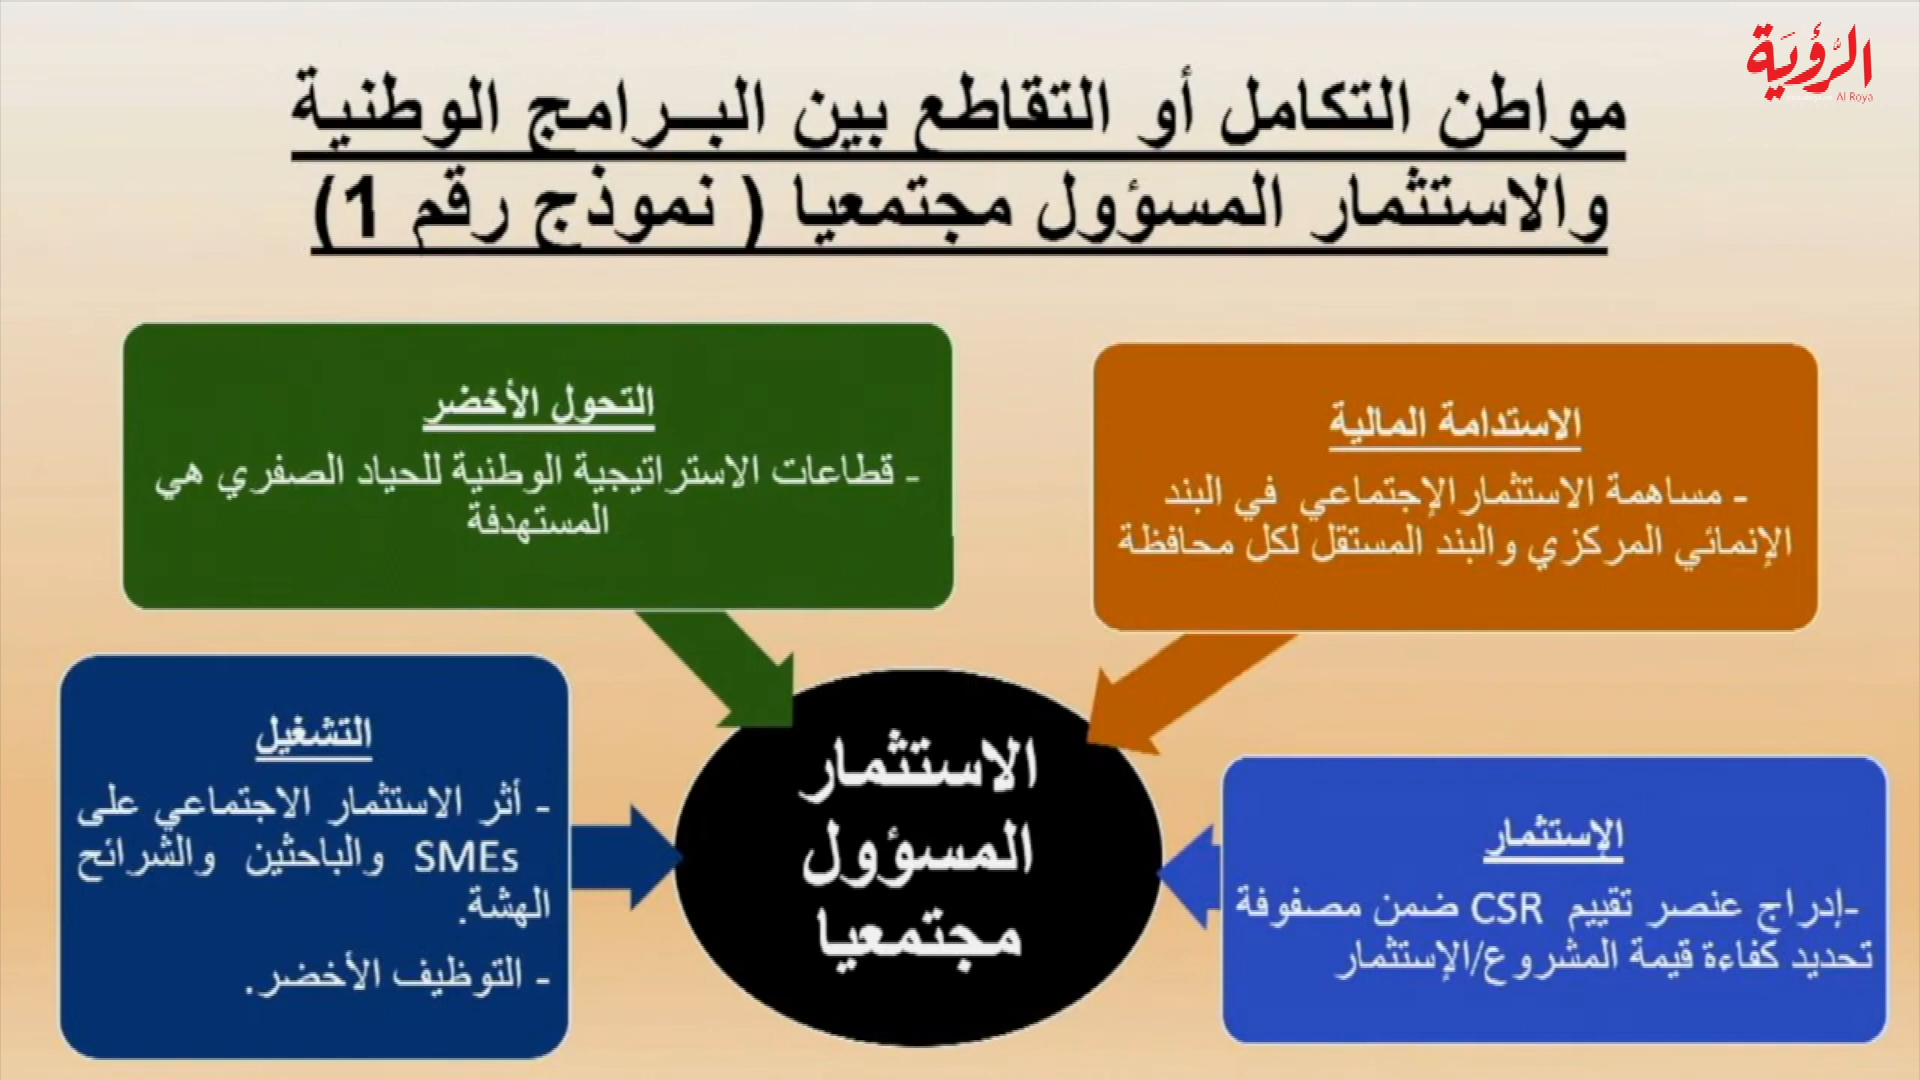 الرؤية
Al Roya
مواطن التكامل أو التقاطع بين البرامج الوطنية
والاستثمار المسؤول مجتمعيا ( نموذج رقم 1)
الاستدامة المالية
- مساهمة الاستثمار الإجتماعي في البند
الإنمائي المركزي والبند المستقل لكل محافظة
التحول الأخضر
- قطاعات الاستراتيجية الوطنية للحياد الصفري هي
المستهدفة
الاستثمار
المسؤول
مجتمعيا
الإستثمار
-إدراج عنصر تقييم CSR ضمن مصفوفة
تحديد كفاءة قيمة المشروع/الإستثمار
التشغيل
- أثر الاستثمار الاجتماعي على
SMEs والباحثين والشرائح
الهشة.
- التوظيف الأخضر.